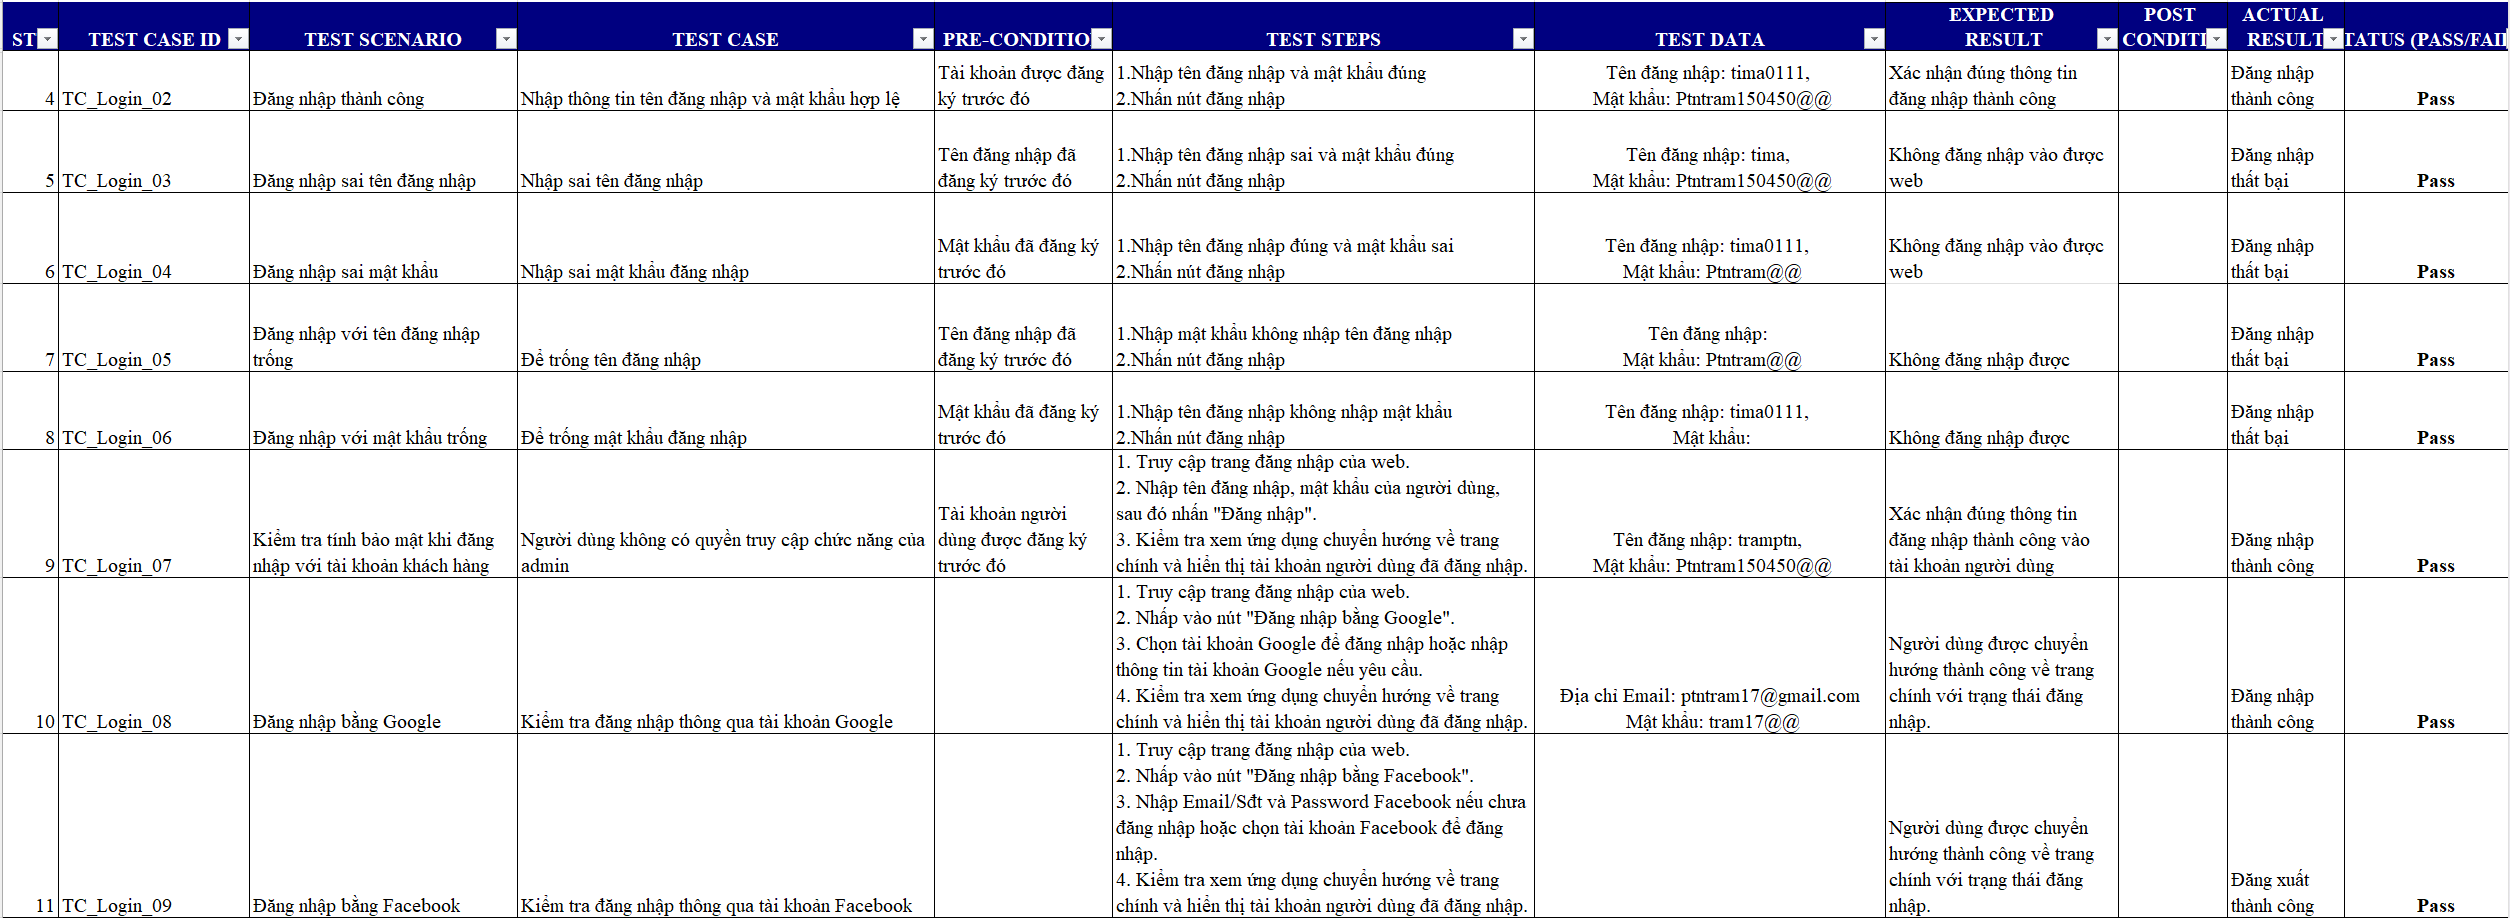 ST
TEST CASE ID
TEST SCENARIO
TEST CASE
PRE-CONDITIO
TEST STEPS
TEST DATA
EXPECTED
RESULT
POST
CONDITI
ACTUAL
RESULT
TATUS (PASS/FAI
4
TC_Login_02
Đăng nhập thành công
Nhập thông tin tên đăng nhập và mật khẩu hợp lệ
Tài khoản được đăng
ký trước đó
1.Nhập tên đăng nhập và mật khẩu đúng
2.Nhấn nút đăng nhập
Tên đăng nhập: tima0111,
Mật khẩu: Ptntram150450@@
Xác nhận đúng thông tin
đăng nhập thành công
Đăng nhập
thành công
Pass
5
TC_Login_03
Đăng nhập sai tên đăng nhập
Nhập sai tên đăng nhập
Tên đăng nhập đã
đăng ký trước đó
1.Nhập tên đăng nhập sai và mật khẩu đúng
2.Nhấn nút đăng nhập
Tên đăng nhập: tima,
Mật khẩu: Ptntram150450@@
Không đăng nhập vào được
web
Đăng nhập
thất bại
Pass
6
TC_Login_04
Đăng nhập sai mật khẩu
Nhập sai mật khẩu đăng nhập
Mật khẩu đã đăng ký
trước đó
1.Nhập tên đăng nhập đúng và mật khẩu sai
2.Nhấn nút đăng nhập
Tên đăng nhập: tima0111,
Mật khẩu: Ptntram@@
Không đăng nhập vào được
web
Đăng nhập
thất bại
Pass
7
TC_Login_05
Đăng nhập với tên đăng nhập
trống
Để trống tên đăng nhập
Tên đăng nhập đã
đăng ký trước đó
1.Nhập mật khẩu không nhập tên đăng nhập
2.Nhấn nút đăng nhập
Tên đăng nhập:
Mật khẩu: Ptntram@@
Không đăng nhập được
Đăng nhập
thất bại
Pass
8
TC_Login_06
Đăng nhập với mật khẩu trống
Để trống mật khẩu đăng nhập
Mật khẩu đã đăng ký
trước đó
1.Nhập tên đăng nhập không nhập mật khẩu
2.Nhấn nút đăng nhập
Tên đăng nhập: tima0111,
Mật khẩu:
Không đăng nhập được
Đăng nhập
thất bại
Pass
9
TC_Login_07
Kiểm tra tính bảo mật khi đăng
nhập với tài khoản khách hàng
Người dùng không có quyền truy cập chức năng của
admin
Tài khoản người
dùng được đăng ký
trước đó
1. Truy cập trang đăng nhập của web.
2. Nhập tên đăng nhập, mật khẩu của người dùng,
sau đó nhấn "Đăng nhập".
3. Kiểm tra xem ứng dụng chuyển hướng về trang
chính và hiển thị tài khoản người dùng đã đăng nhập.
Tên đăng nhập: tramptn,
Mật khẩu: Ptntram150450@@
Xác nhận đúng thông tin
đăng nhập thành công vào
tài khoản người dùng
Đăng nhập
thành công
Pass
10
TC_Login_08
Đăng nhập bằng Google
Kiểm tra đăng nhập thông qua tài khoản Google
1. Truy cập trang đăng nhập của web.
2. Nhấp vào nút "Đăng nhập bằng Google".
3. Chọn tài khoản Google để đăng nhập hoặc nhập
thông tin tài khoản Google nếu yêu cầu.
4. Kiểm tra xem ứng dụng chuyển hướng về trang
chính và hiển thị tài khoản người dùng đã đăng nhập.
Địa chỉ Email: ptntram17@gmail.com
Mật khẩu: tram17@@
Người dùng được chuyển
hướng thành công về trang
chính với trạng thái đăng
nhập.
Đăng nhập
thành công
Pass
11
TC_Login_09
Đăng nhập bằng Facebook
Kiểm tra đăng nhập thông qua tài khoản Facebook
1. Truy cập trang đăng nhập của web.
2. Nhấp vào nút "Đăng nhập bằng Facebook".
3. Nhập Email/Sđt và Password Facebook nếu chưa
đăng nhập hoặc chọn tài khoản Facebook để đăng
nhập.
4. Kiểm tra xem ứng dụng chuyển hướng về trang
chính và hiển thị tài khoản người dùng đã đăng nhập.
Người dùng được chuyển
hướng thành công về trang
chính với trạng thái đăng
nhập.
Đăng xuất
thành công
Pass